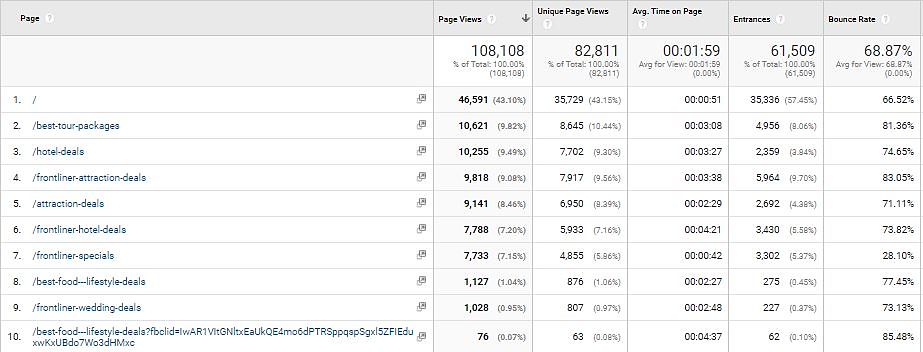 Page Page Views Unique Page Views Avg. Time on Page Entrances Bounce Rate
108,108 82,811 00:01:59 61,509 68.87%
% of Total: 100.00% % of Total: 100.00% Avg for View: 00:01:59 % of Total: 100.00% Avg for View: 68.87%
(108,108) (82,811) (0.00%) (61,509) (0.00%)
1. / 46,591 (43.10%) 35,729 (43.15%) 00:00:51 35,336 (57.45%) 66.52%
2. /best-tour-packages 10,621 (9.82%) 8,645 (10.44%) 00:03:08 4,956 (8.06%) 81.36%
3. /hotel-deals 10,255 (9.49%) 7,702 (9.30%) 00:03:27 2,359 (3.84%) 74.65%
4. /frontliner-attraction-deals 9,818 (9.08%) 7,917 (9.56%) 00:03:38 5,964 (9.70%) 83.05%
5. /attraction-deals 9,141 (8.46%) 6,950 (8.39%) 00:02:29 2,692 (4.38%) 71.11%
6. /frontliner-hotel-deals 7,788 (7.20%) 5,933 (7.16%) 00:04:21 3,430 (5.58%) 73.82%
7. /frontliner-specials 7,733 (7.15%) 4,855 (5.86%) 00:00:42 3,302 (5.37%) 28.10%
8. /best-food---lifestyle-deals 1,127 (1.04%) 876 (1.06%) 00:02:27 275 (0.45%) 77.45%
9. /frontliner-wedding-deals 1,028 (0.95%) 807 (0.97%) 00:02:48 227 (0.37%) 73.13%
10. /best-food---lifestyle-deals?fbclid=IwAR1VItGNltxEaUkQE4mo6dPTRSppqspSgxl5ZFIEdu
xwKxUBdo7Wo3dHMxc 76 (0.07%) 63 (0.08%) 00:04:37 62 (0.10%) 85.48%